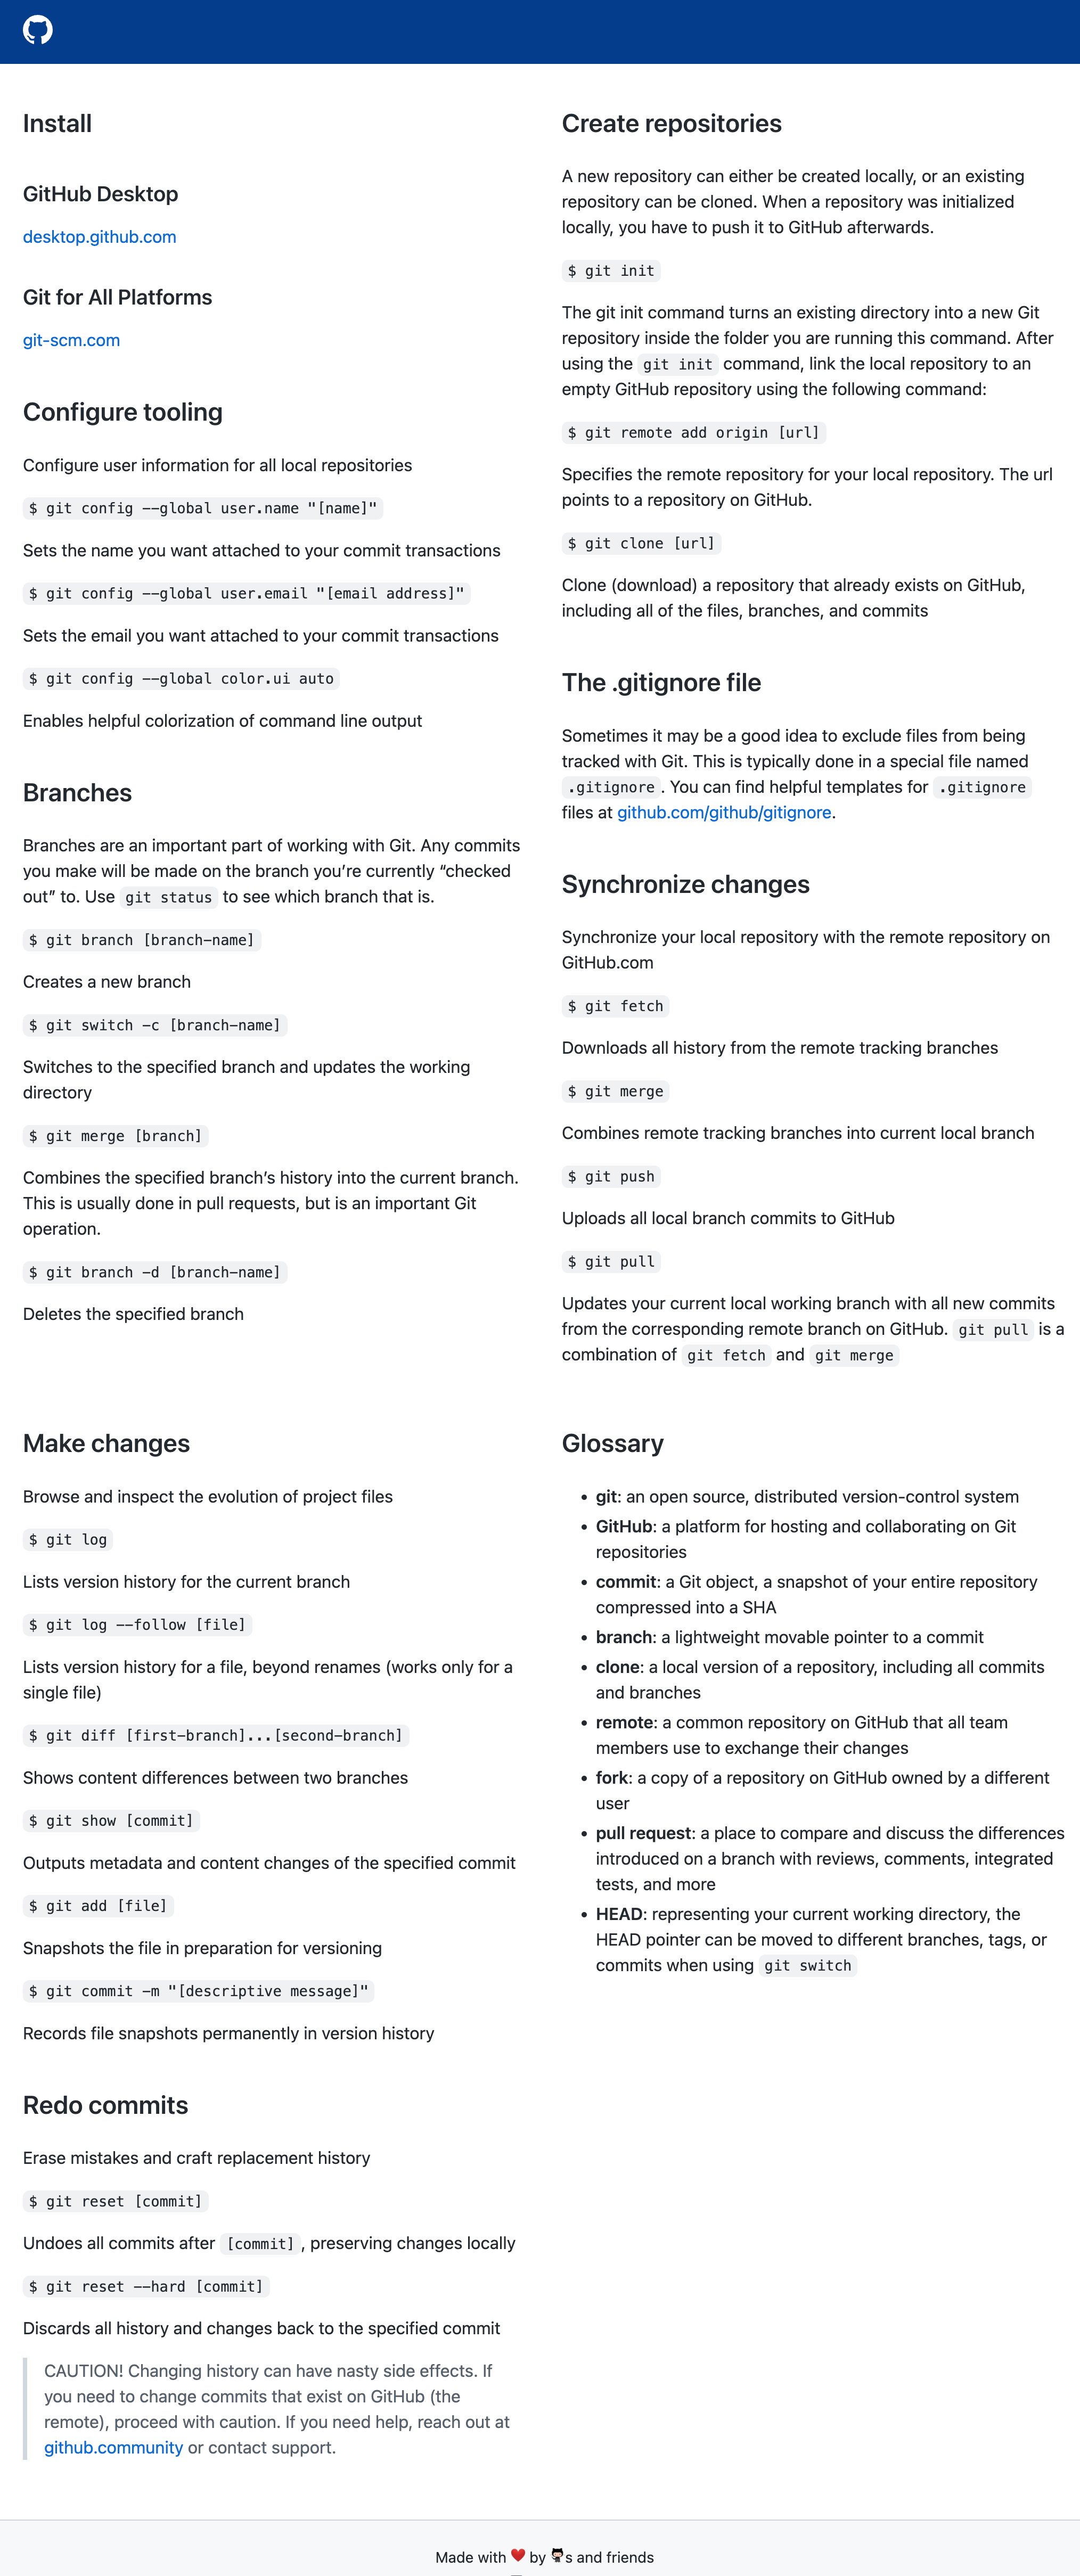 Install
GitHub Desktop
desktop.github.com
Git for All Platforms
git-scm.com
Configure tooling
Configure user information for all local repositories
$ git config --global user.name "[name]"
Sets the name you want attached to your commit transactions
$ git config --global user.email "[email address]"
Sets the email you want attached to your commit transactions
$ git config --global color.ui auto
Enables helpful colorization of command line output
Branches
Branches are an important part of working with Git. Any commits
you make will be made on the branch you’re currently “checked
out” to. Use git status to see which branch that is.
$ git branch [branch-name]
Creates a new branch
$ git switch -c [branch-name]
Switches to the specified branch and updates the working
directory
$ git merge [branch]
Combines the specified branch’s history into the current branch.
This is usually done in pull requests, but is an important Git
operation.
$ git branch -d [branch-name]
Deletes the specified branch
Create repositories
A new repository can either be created locally, or an existing
repository can be cloned. When a repository was initialized
locally, you have to push it to GitHub afterwards.
$ git init
The git init command turns an existing directory into a new Git
repository inside the folder you are running this command. After
using the git init command, link the local repository to an
empty GitHub repository using the following command:
$ git remote add origin [url]
Specifies the remote repository for your local repository. The url
points to a repository on GitHub.
$ git clone [url]
Clone (download) a repository that already exists on GitHub,
including all of the files, branches, and commits
The .gitignore file
Sometimes it may be a good idea to exclude files from being
tracked with Git. This is typically done in a special file named
.gitignore. You can find helpful templates for .gitignore
files at github.com/github/gitignore.
Synchronize changes
Synchronize your local repository with the remote repository on
GitHub.com
$ git fetch
Downloads all history from the remote tracking branches
$ git merge
Combines remote tracking branches into current local branch
$ git push
Uploads all local branch commits to GitHub
$ git pull
Updates your current local working branch with all new commits
from the corresponding remote branch on GitHub. git pull is a
combination of git fetch and git merge
Make changes
Browse and inspect the evolution of project files
$ git log
Lists version history for the current branch
$ git log --follow [file]
Lists version history for a file, beyond renames (works only for a
single file)
$ git diff [first-branch]...[second-branch]
Shows content differences between two branches
$ git show [commit]
Outputs metadata and content changes of the specified commit
$ git add [file]
Snapshots the file in preparation for versioning
$ git commit -m "[descriptive message]"
Records file snapshots permanently in version history
Redo commits
Erase mistakes and craft replacement history
$ git reset [commit]
Undoes all commits after [commit], preserving changes locally
$ git reset --hard [commit]
Discards all history and changes back to the specified commit
CAUTION! Changing history can have nasty side effects. If
you need to change commits that exist on GitHub (the
remote), proceed with caution. If you need help, reach out at
github.community or contact support.
Glossary
• git: an open source, distributed version-control system
• GitHub: a platform for hosting and collaborating on Git
repositories
• commit: a Git object, a snapshot of your entire repository
compressed into a SHA
• branch: a lightweight movable pointer to a commit
• clone: a local version of a repository, including all commits
and branches
• remote: a common repository on GitHub that all team
members use to exchange their changes
• fork: a copy of a repository on GitHub owned by a different
user
• pull request: a place to compare and discuss the differences
introduced on a branch with reviews, comments, integrated
tests, and more
• HEAD: representing your current working directory, the
HEAD pointer can be moved to different branches, tags, or
commits when using git switch
Made with ❤️ by s and friends